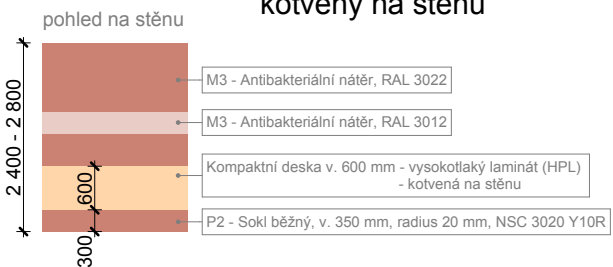 kotvený na stěnu
pohled na stěnu
M3 - Antibakteriální nátěr, RAL 3022
M3 - Antibakteriální nátěr, RAL 3012
Kompaktní deska v. 600 mm - vysokotlaký laminát (HPL)
- kotvená na stěnu
P2 - Sokl běžný, v. 350 mm, radius 20 mm, NSC 3020 Y10R
2 400 - 2 800
600
300